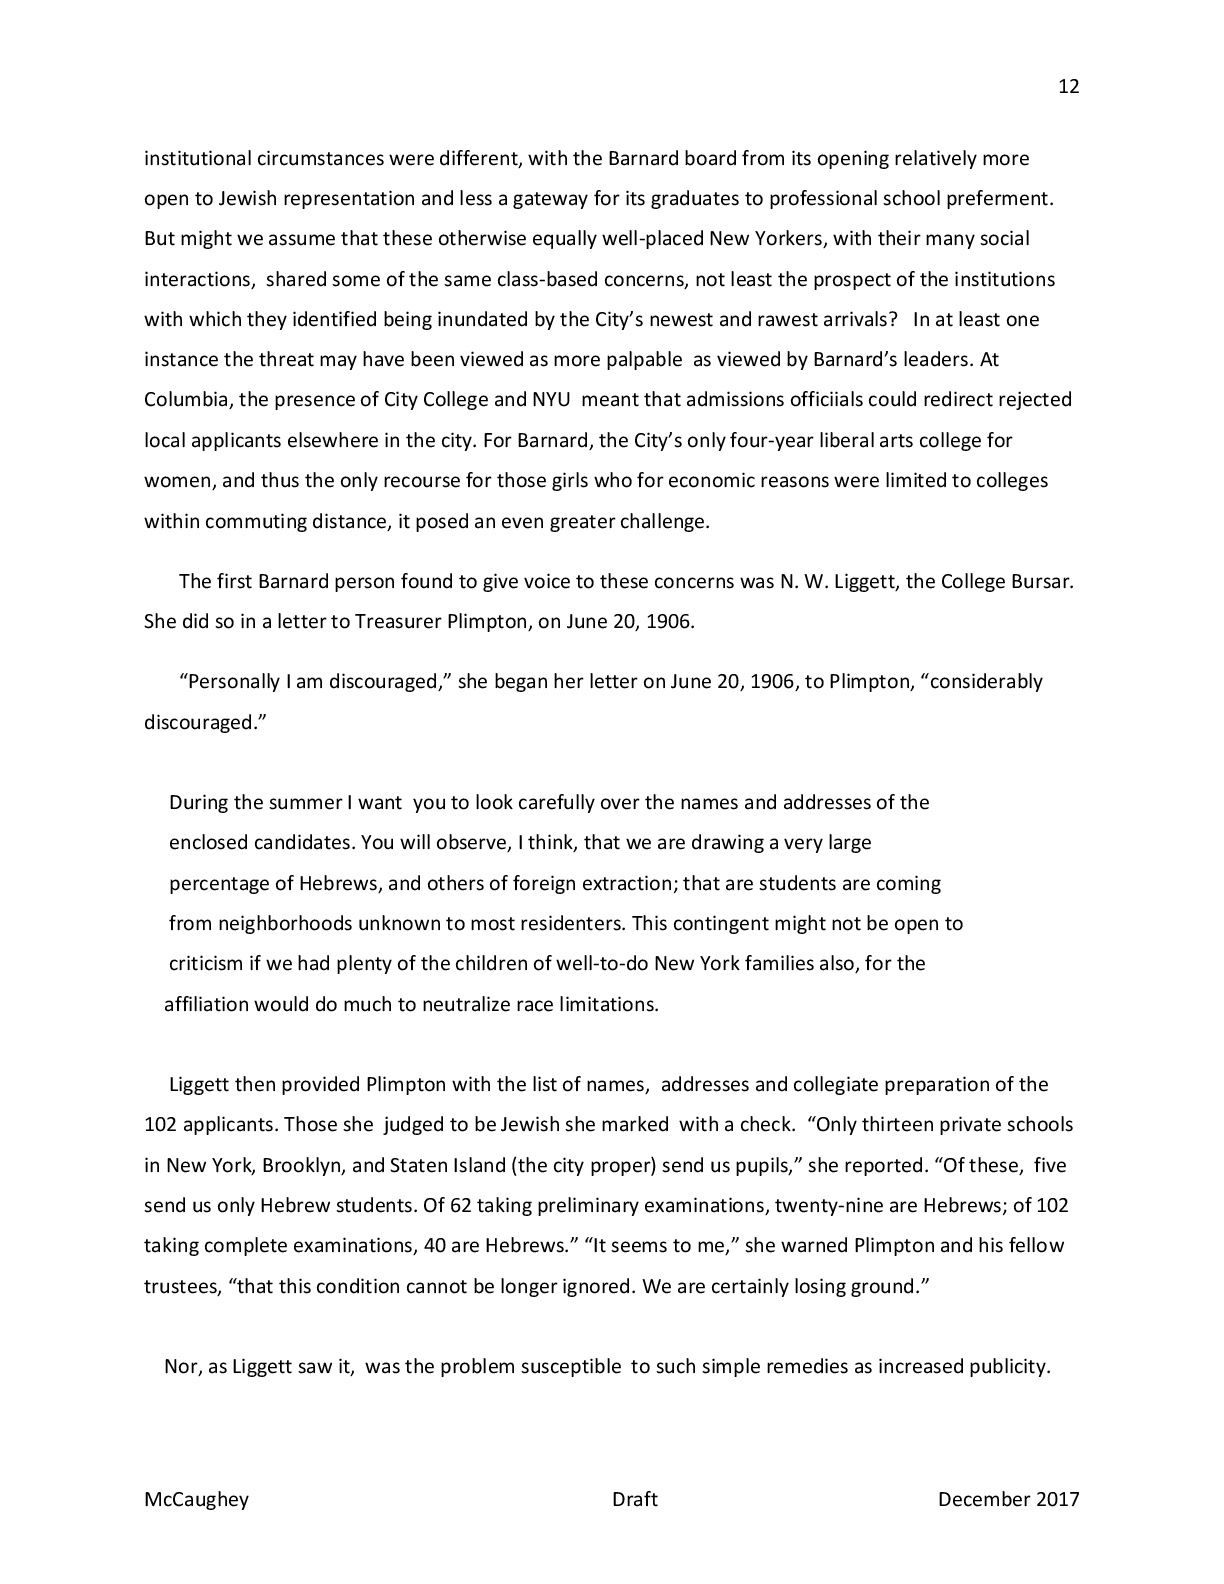 12
institutional circumstances were different, with the Barnard board from its opening relatively more
open to Jewish representation and less a gateway for its graduates to professional school preferment.
But might we assume that these otherwise equally well-placed New Yorkers, with their many social
interactions,  shared some of the same class-based concerns, not least the prospect of the institutions
with which they identified being inundated by the City’s newest and rawest arrivals?   In at least one
instance the threat may have been viewed as more palpable  as viewed by Barnard’s leaders. At
Columbia, the presence of City College and NYU  meant that admissions officiials could redirect rejected
local applicants elsewhere in the city. For Barnard, the City’s only four-year liberal arts college for
women, and thus the only recourse for those girls who for economic reasons were limited to colleges
within commuting distance, it posed an even greater challenge.
The first Barnard person found to give voice to these concerns was N. W. Liggett, the College Bursar.
She did so in a letter to Treasurer Plimpton, on June 20, 1906.
“Personally I am discouraged,” she began her letter on June 20, 1906, to Plimpton, “considerably
discouraged.”
During the summer I want  you to look carefully over the names and addresses of the
enclosed candidates. You will observe, I think, that we are drawing a very large
percentage of Hebrews, and others of foreign extraction; that are students are coming
from neighborhoods unknown to most residenters. This contingent might not be open to
criticism if we had plenty of the children of well-to-do New York families also, for the
affiliation would do much to neutralize race limitations.
Liggett then provided Plimpton with the list of names,  addresses and collegiate preparation of the
102 applicants. Those she  judged to be Jewish she marked  with a check.  “Only thirteen private schools
in New York, Brooklyn, and Staten Island (the city proper) send us pupils,” she reported. “Of these,  five
send us only Hebrew students. Of 62 taking preliminary examinations, twenty-nine are Hebrews; of 102
taking complete examinations, 40 are Hebrews.” “It seems to me,” she warned Plimpton and his fellow
trustees, “that this condition cannot be longer ignored. We are certainly losing ground.”
Nor, as Liggett saw it,  was the problem susceptible  to such simple remedies as increased publicity.
McCaughey Draft December 2017